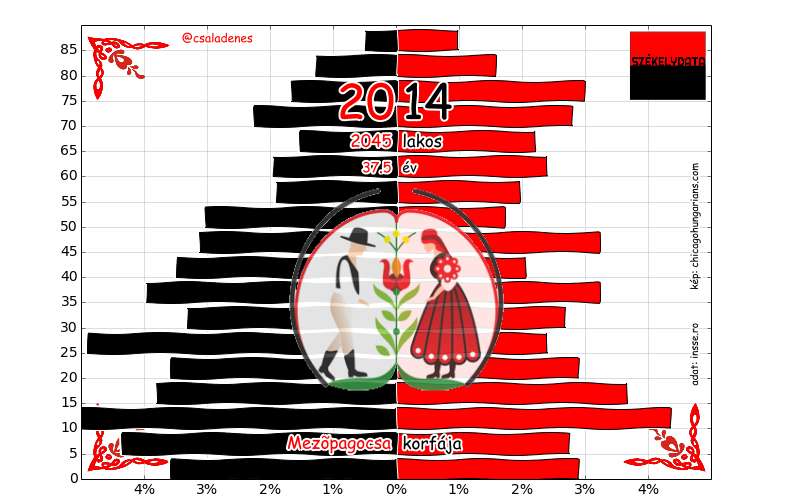 @csaladenes
SZÉKELYDATA
2014
2045 lakos
37.5 év
kép: chicagohungarians.com
adat: insse.ro
Mezőpagocsa korfája
85
80
75
70
65
60
55
50
45
40
35
30
25
20
15
10
5
0
4% 3% 2% 1% 0% 1% 2% 3% 4%